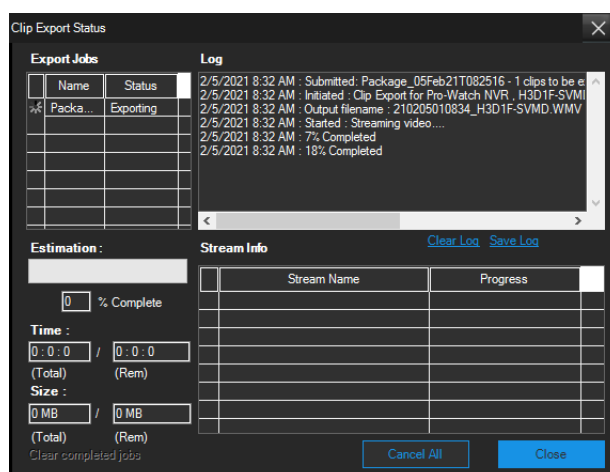 Clip Export Status
Export Jobs
Name Status
Packa... Exporting
Log
2/5/2021 8:32 AM : Submitted: Package_05Feb21T082516 - 1 clips to be e
2/5/2021 8:32 AM : Initiated : Clip Export for Pro-Watch NVR , H3D1F-SVMI
2/5/2021 8:32 AM : Output filename : 210205010834_H3D1F-SVMD.WMV
2/5/2021 8:32 AM : Started : Streaming video....
2/5/2021 8:32 AM : 7% Completed
2/5/2021 8:32 AM : 18% Completed
Clear Log Save Log
Estimation :
0 % Complete
Time :
0 : 0 : 0 / 0 : 0 : 0
(Total) (Rem)
Size :
0 MB / 0 MB
(Total) (Rem)
Clear completed jobs
Stream Info
Stream Name Progress
Cancel All Close